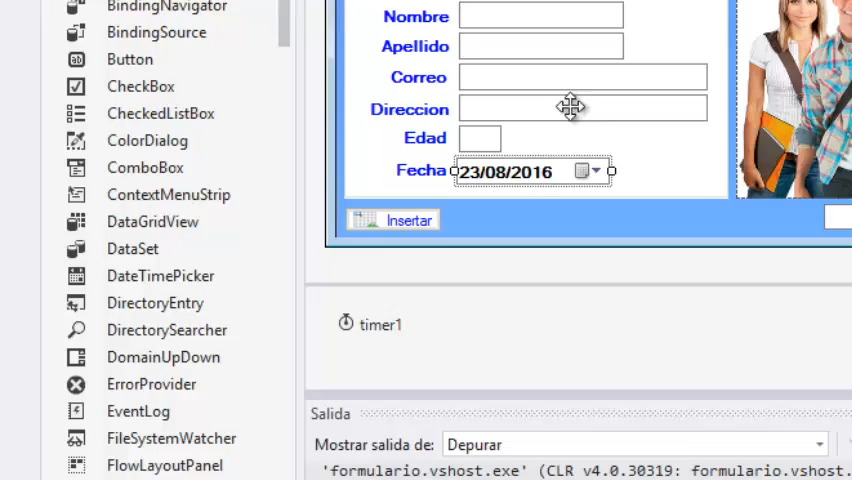 BindingNavigator
BindingSource
Button
CheckBox
CheckedListBox
ColorDialog
ComboBox
ContextMenuStrip
DataGridView
DataSet
DateTimePicker
DirectoryEntry
DirectorySearcher
DomainUpDown
ErrorProvider
EventLog
FileSystemWatcher
FlowLayoutPanel
Nombre
Apellido
Correo
Direccion
Edad
Fecha 23/08/2016
Insertar
timer1
Salida
Mostrar salida de: Depurar
'formulario.vshost.exe' (CLR v4.0.30319: formulario.vshost.